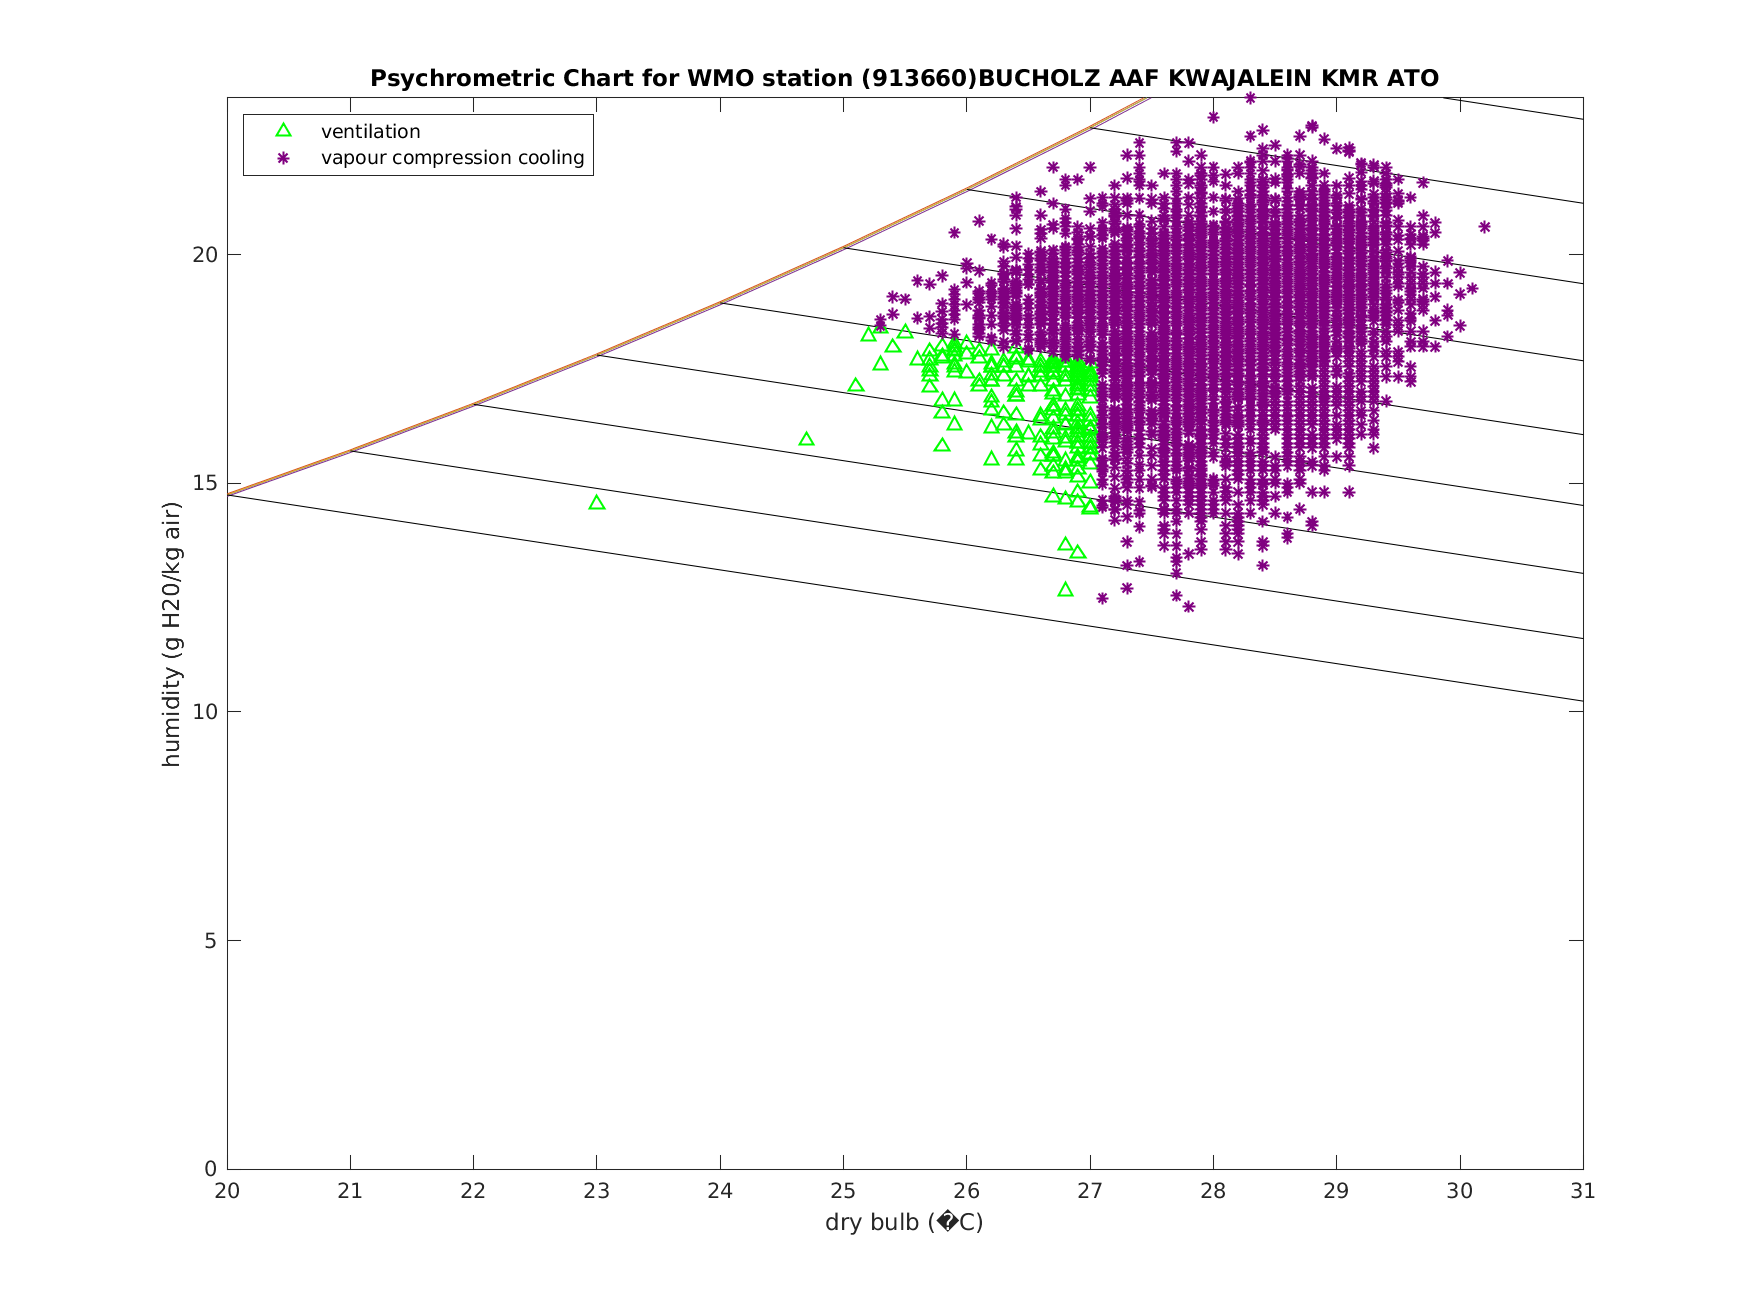 Psychrometric Chart for WMO station (913660)BUCHOLZ AAF KWAJALEIN KMR ATO
ventilation
vapour compression cooling
humidity (g H20/kg air)
20
15
10
5
0
20 21 22 23 24 25 26 27 28 29 30 31
dry bulb (�C)